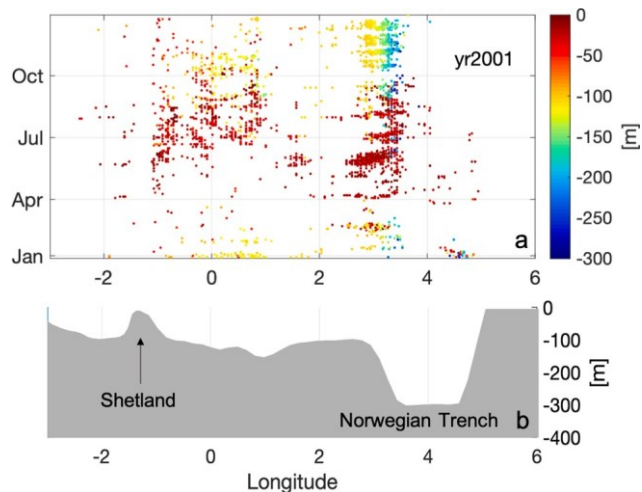 0
Oct
yr2001
-50
-100
Jul
[m]
-150
Apr
-200
-250
a
Jan
-300
-2
0
2
4
6
0
-100
[m]
Shetland
-200
-300
Norwegian Trench
b
-400
-2
0
2
4
6
Longitude